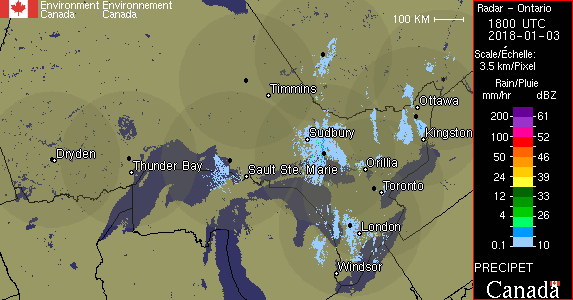 Environment Environnement
Canada Canada
100 KM
Timmins
Ottawa
Sudbury
Kingston
Dryden
Thunder Bay
Sault Ste. Marie
Orillia
Toronto
London
Windsor
Radar - Ontario
1800 UTC
2018-01-03
Scale/Échelle:
3.5 km/Pixel
Rain/Pluie
mm/hr dBZ
200 61
100 52
50 46
24 39
12 33
4 26
0.1 10
PRECIPET
Canada